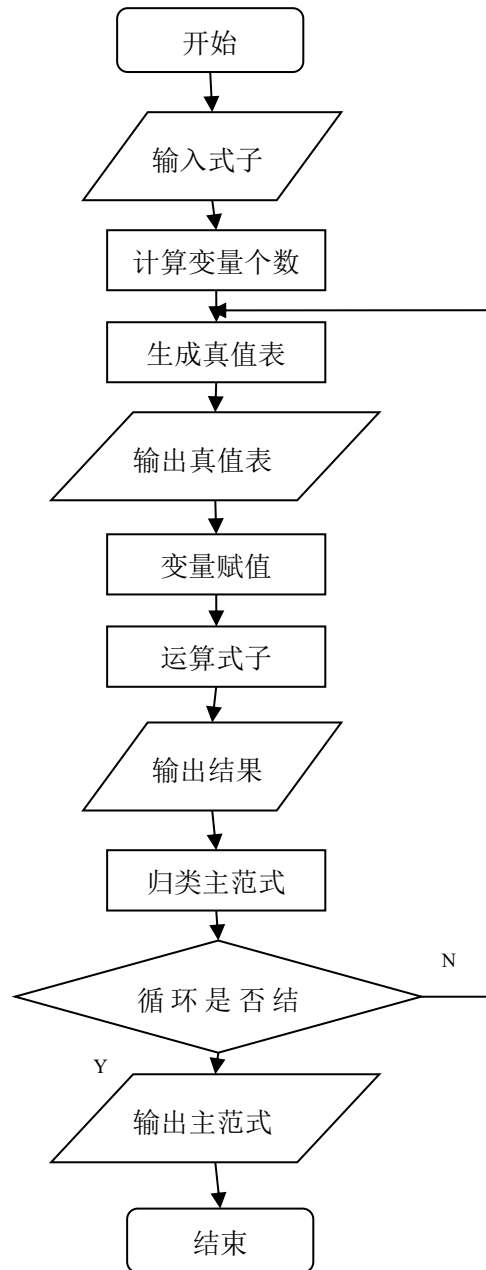 开始
输入式子
计算变量个数
生成真值表
输出真值表
变量赋值
运算式子
输出结果
归类主范式
循环是否结
N
Y
输出主范式
结束